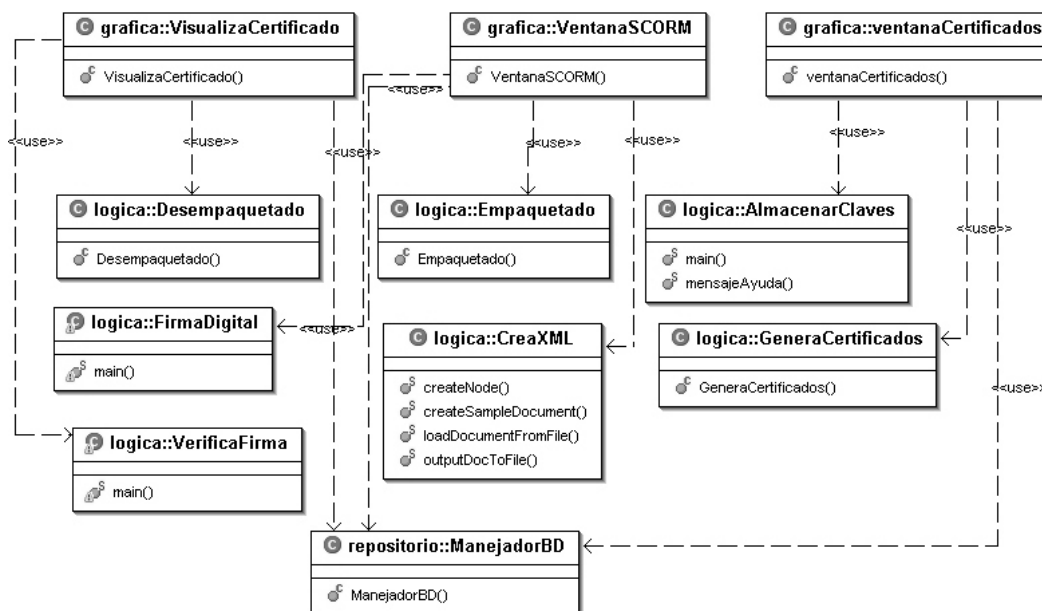 C grafica::VisualizaCertificado
C VisualizaCertificado()
C grafica::VentanaSCORM
C VentanaSCORM()
C grafica::ventanaCertificados
C ventanaCertificados()
<<use>>
<<use>>
<<use>>
<<use>>
<<use>>
<<use>>
<<use>>
C logica::Desempaquetado
C Desempaquetado()
C logica::Empaquetado
C Empaquetado()
C logica::AlmacenarClaves
S main()
S mensajeAyuda()
<<use>>
C logica::FirmaDigital
S main()
<<use>>
C logica::CreaXML
S createNode()
S createSampleDocument()
S loadDocumentFromFile()
S outputDocToFile()
C logica::GeneraCertificados
C GeneraCertificados()
<<use>>
C logica::VerificaFirma
S main()
C repositorio::ManejadorBD
C ManejadorBD()